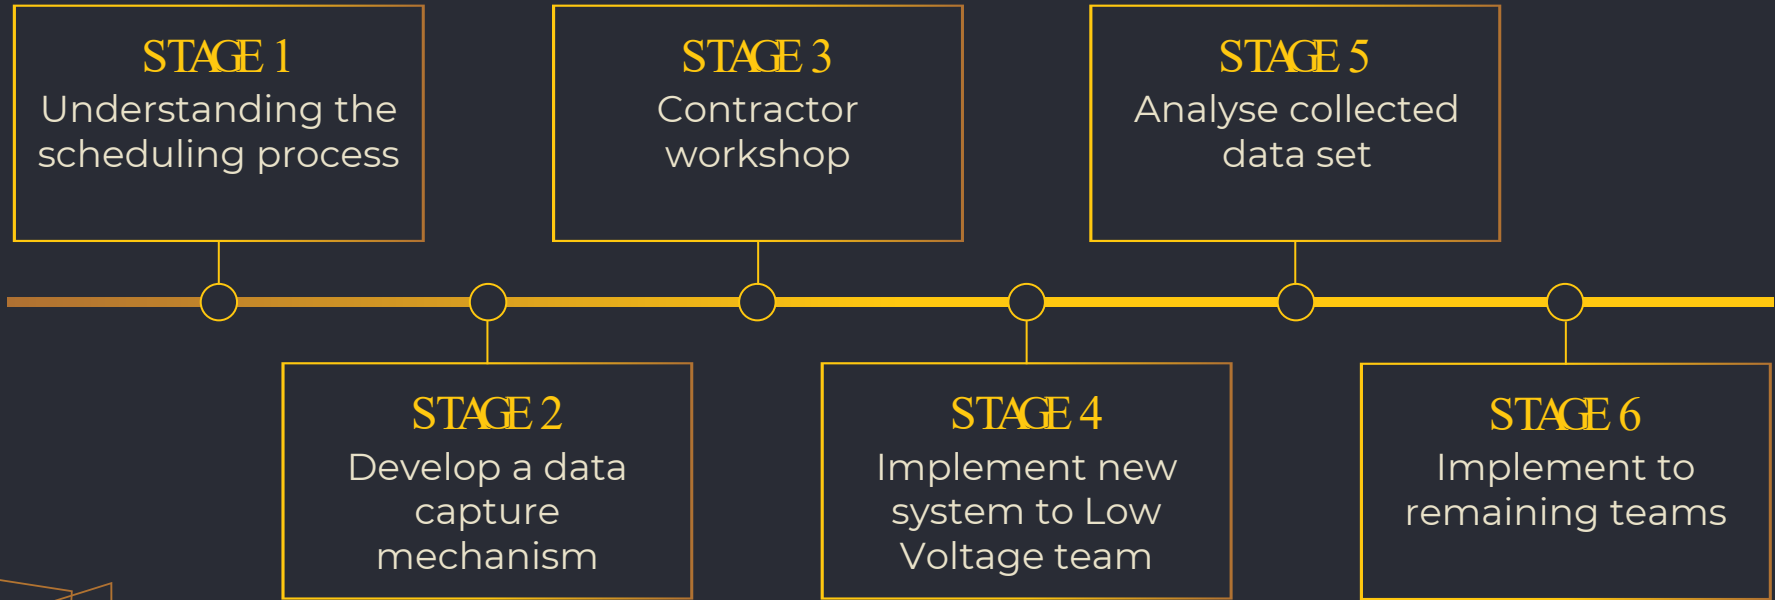 STAGE 1
Understanding the
scheduling process
STAGE 2
Develop a data
capture
mechanism
STAGE 3
Contractor
workshop
STAGE 4
Implement new
system to Low
Voltage team
STAGE 5
Analyse collected
data set
STAGE 6
Implement to
remaining teams